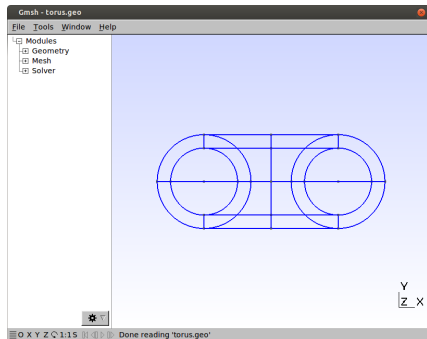 Gmsh - torus.geo
File Tools Window Help
Modules
Geometry
Mesh
Solver
Y
Z X
O X Y Z 1:1 S Done reading 'torus.geo'